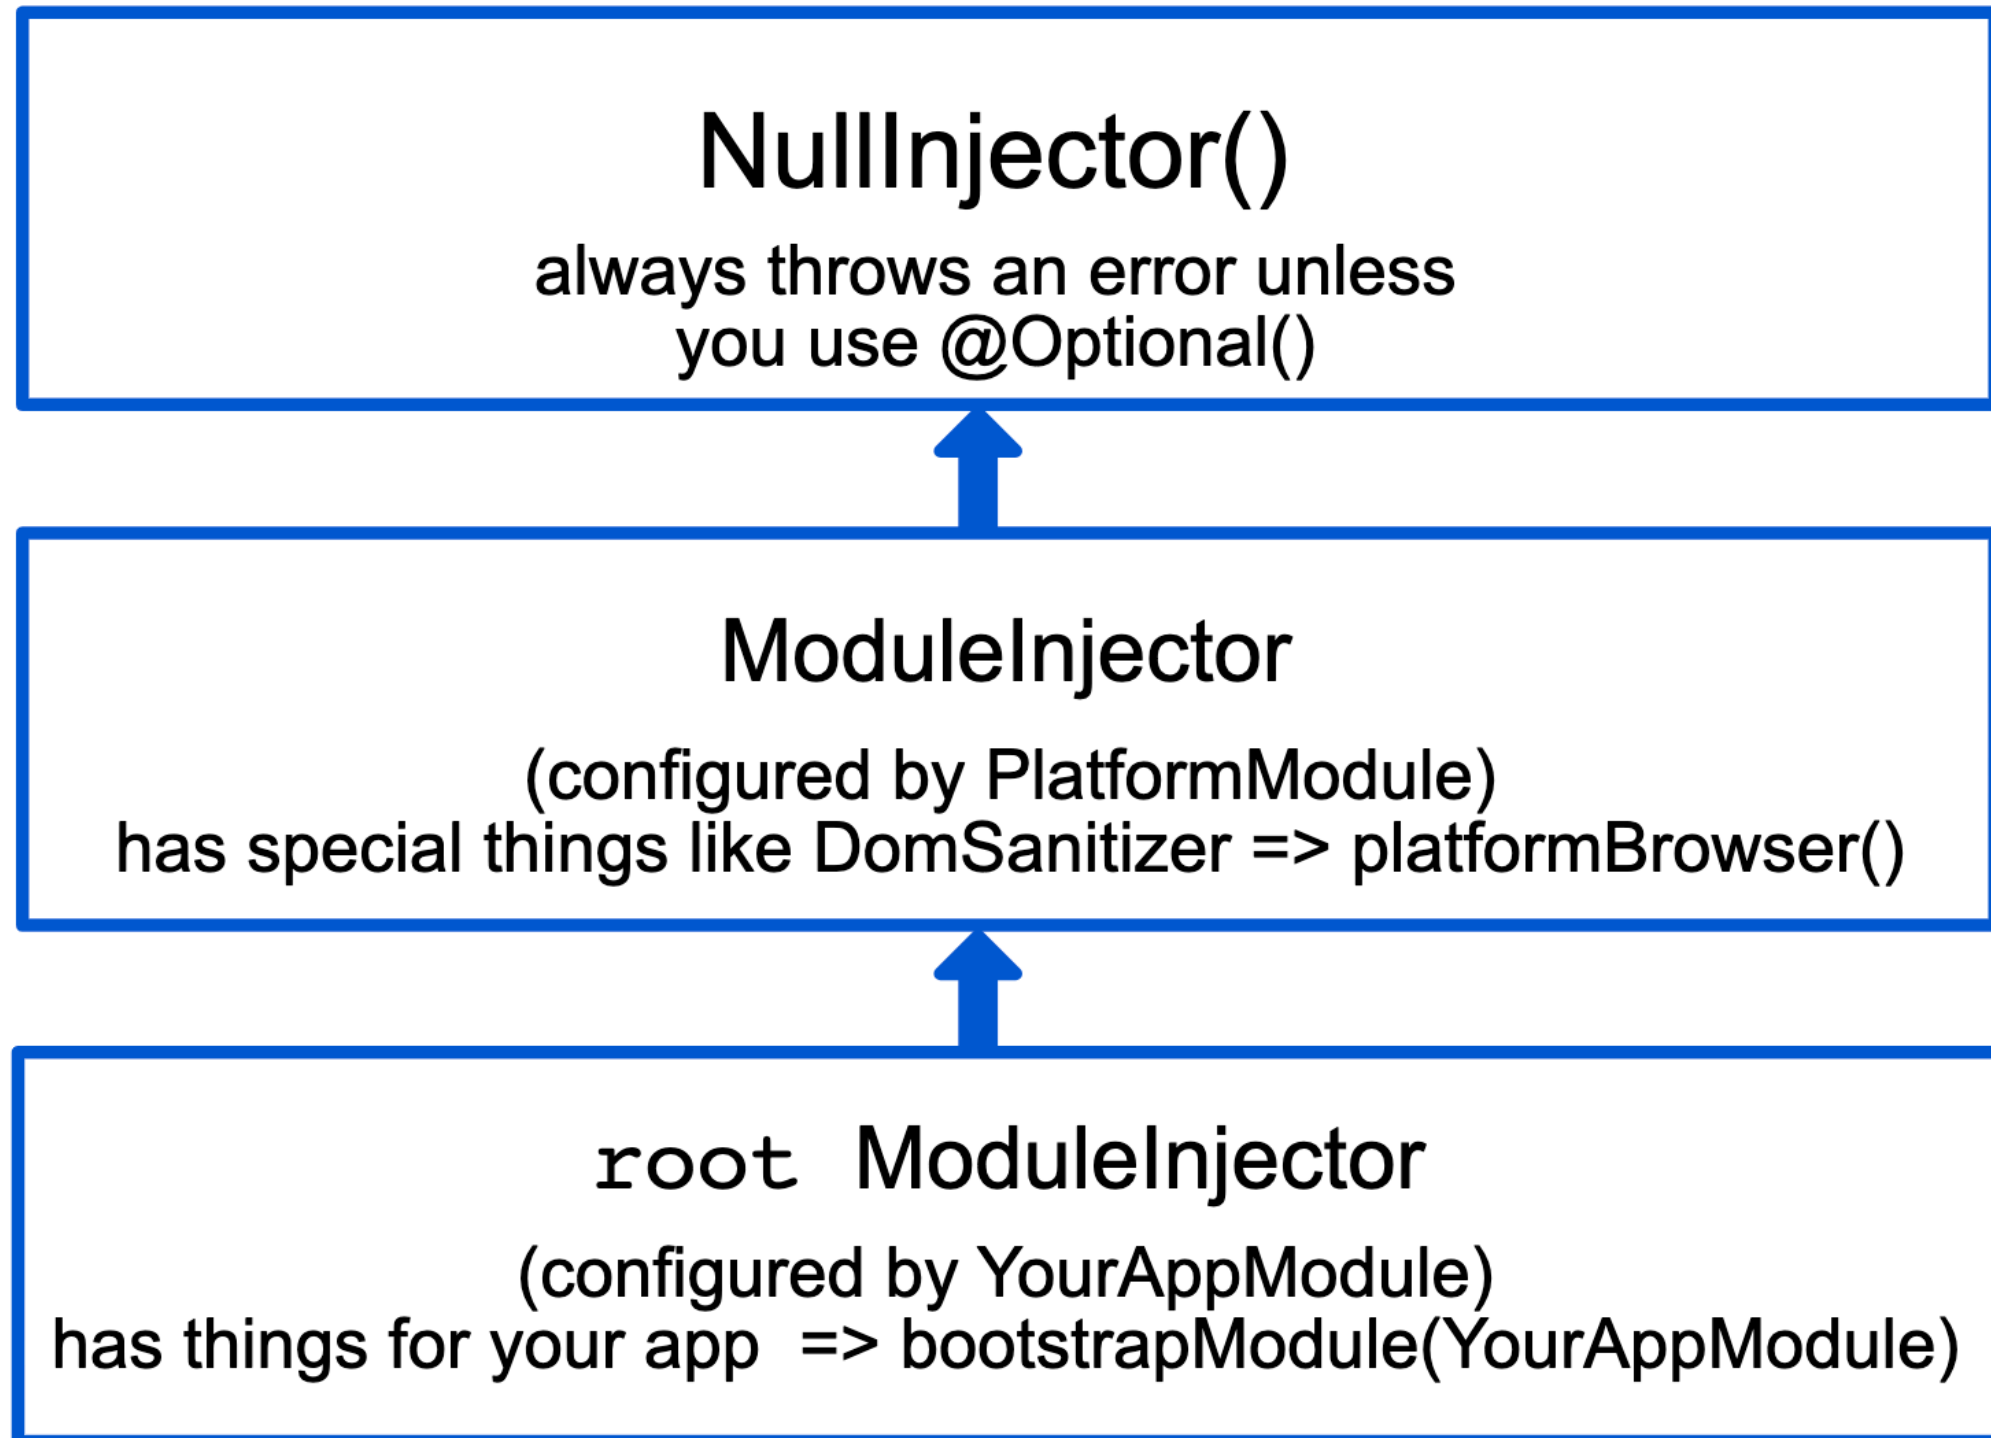 NullInjector()
always throws an error unless
you use @Optional()
ModuleInjector
(configured by PlatformModule)
has special things like DomSanitizer => platformBrowser()
root ModuleInjector
(configured by YourAppModule)
has things for your app => bootstrapModule(YourAppModule)